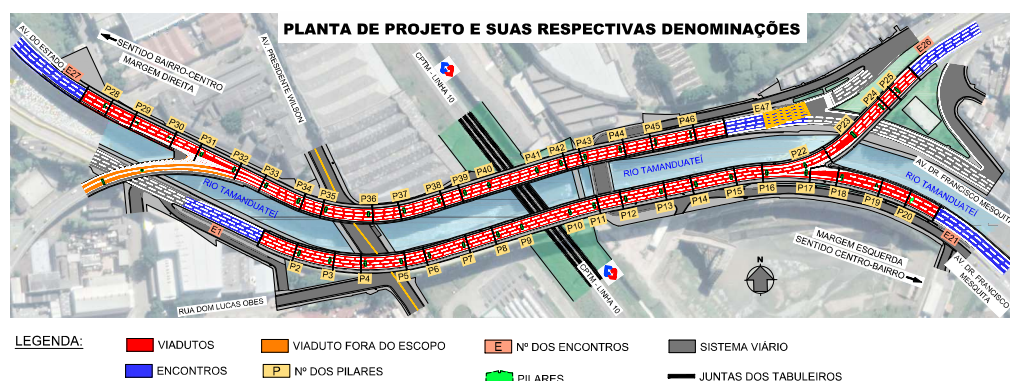 PLANTA DE PROJETO E SUAS RESPECTIVAS DENOMINAÇÕES
AV. DO ESTADO
SENTIDO BAIRRO-CENTRO
MARGEM DIREITA
AV. PRESIDENTE WILSON
CPTM - LINHA 10
E27
P28
P29
P30
P31
P32
P33
P34
P35
P36
P37
P38
P39
P40
P41
P42
P43
P44
P45
P46
E47
E26
P25
P24
P23
P22
RIO TAMANDUATEÍ
RIO TAMANDUATEÍ
RIO TAMANDUATEÍ
AV. DR. FRANCISCO MESQUITA
E1
P2
P3
P4
P5
P6
P7
P8
P9
P10
P11
P12
P13
P14
P15
P16
P17
P18
P19
P20
E21
RUA DOM LUCAS OBES
CPTM - LINHA 10
N
MARGEM ESQUERDA
SENTIDO CENTRO-BAIRRO
AV. DR. FRANCISCO
MESQUITA
LEGENDA:
VIADUTOS
VIADUTO FORA DO ESCOPO
E Nº DOS ENCONTROS
SISTEMA VIÁRIO
ENCONTROS
P Nº DOS PILARES
PILARES
JUNTAS DOS TABULEIROS